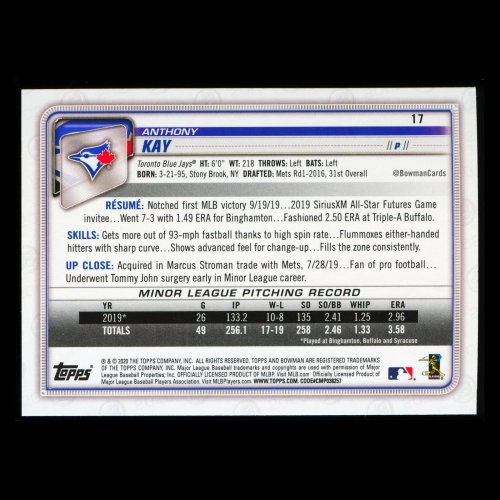 17
ANTHONY
KAY
// P //
Toronto Blue Jays® HT: 6'0" WT: 218 THROWS: Left BATS: Left
BORN: 3-21-95, Stony Brook, NY DRAFTED: Mets Rd1-2016, 31st Overall
@BowmanCards
RÉSUMÉ: Notched first MLB victory 9/19/19…2019 SiriusXM All-Star Futures Game
invitee…Went 7-3 with 1.49 ERA for Binghamton…Fashioned 2.50 ERA at Triple-A Buffalo.
SKILLS: Gets more out of 93-mph fastball thanks to high spin rate…Flummoxes either-handed
hitters with sharp curve…Shows advanced feel for change-up…Fills the zone consistently.
UP CLOSE: Acquired in Marcus Stroman trade with Mets, 7/28/19…Fan of pro football…
Underwent Tommy John surgery early in Minor League career.
MINOR LEAGUE PITCHING RECORD
YR G IP W-L SO SO/BB WHIP ERA
2019* 26 133.2 10-8 135 2.41 1.25 2.96
TOTALS 49 256.1 17-19 258 2.46 1.33 3.58
*Played at Binghamton, Buffalo and Syracuse
TOPPS
® & © 2020 THE TOPPS COMPANY, INC. ALL RIGHTS RESERVED. TOPPS AND BOWMAN ARE REGISTERED TRADEMARKS
OF THE TOPPS COMPANY, INC. Major League Baseball trademarks and copyrights are used with permission of Major
League Baseball Properties, Inc. OFFICIALLY LICENSED PRODUCT OF MLBP. Visit MLB.com OFFICIALLY LICENSED PRODUCT-
Major League Baseball Players Association. Visit MLBPlayers.com. WWW.TOPPS.COM. CODE#CMP038257